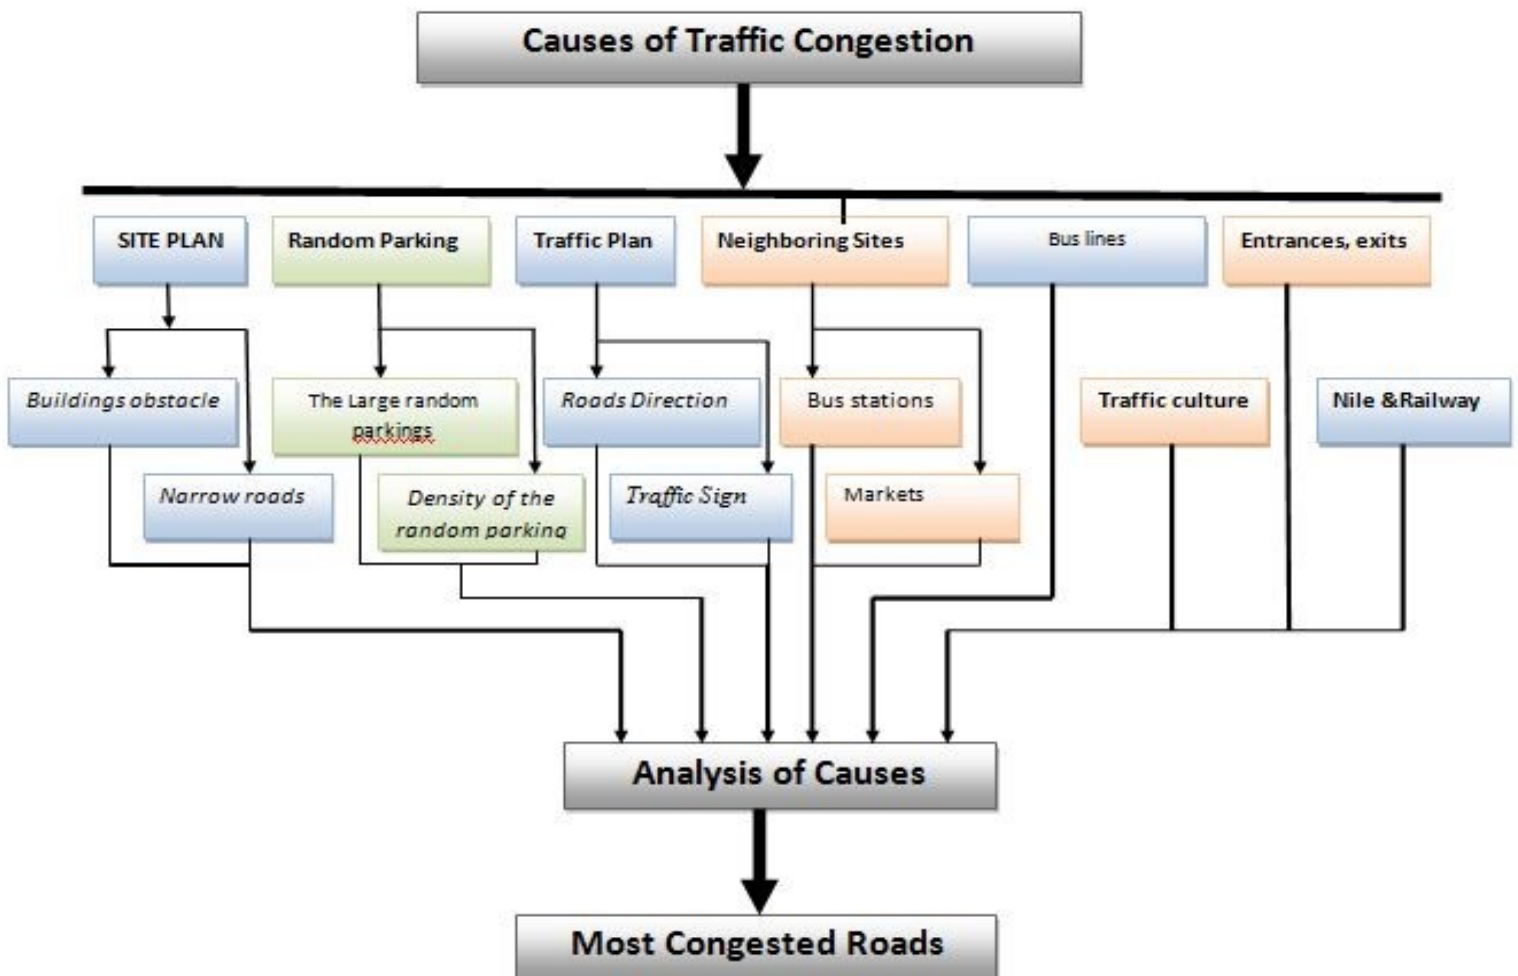 Causes of Traffic Congestion
SITE PLAN
Random Parking
Traffic Plan
Neighboring Sites
Bus lines
Entrances, exits
Buildings obstacle
The Large random
parkings
Roads Direction
Bus stations
Traffic culture
Nile &Railway
Narrow roads
Density of the
random parking
Traffic Sign
Markets
Analysis of Causes
Most Congested Roads